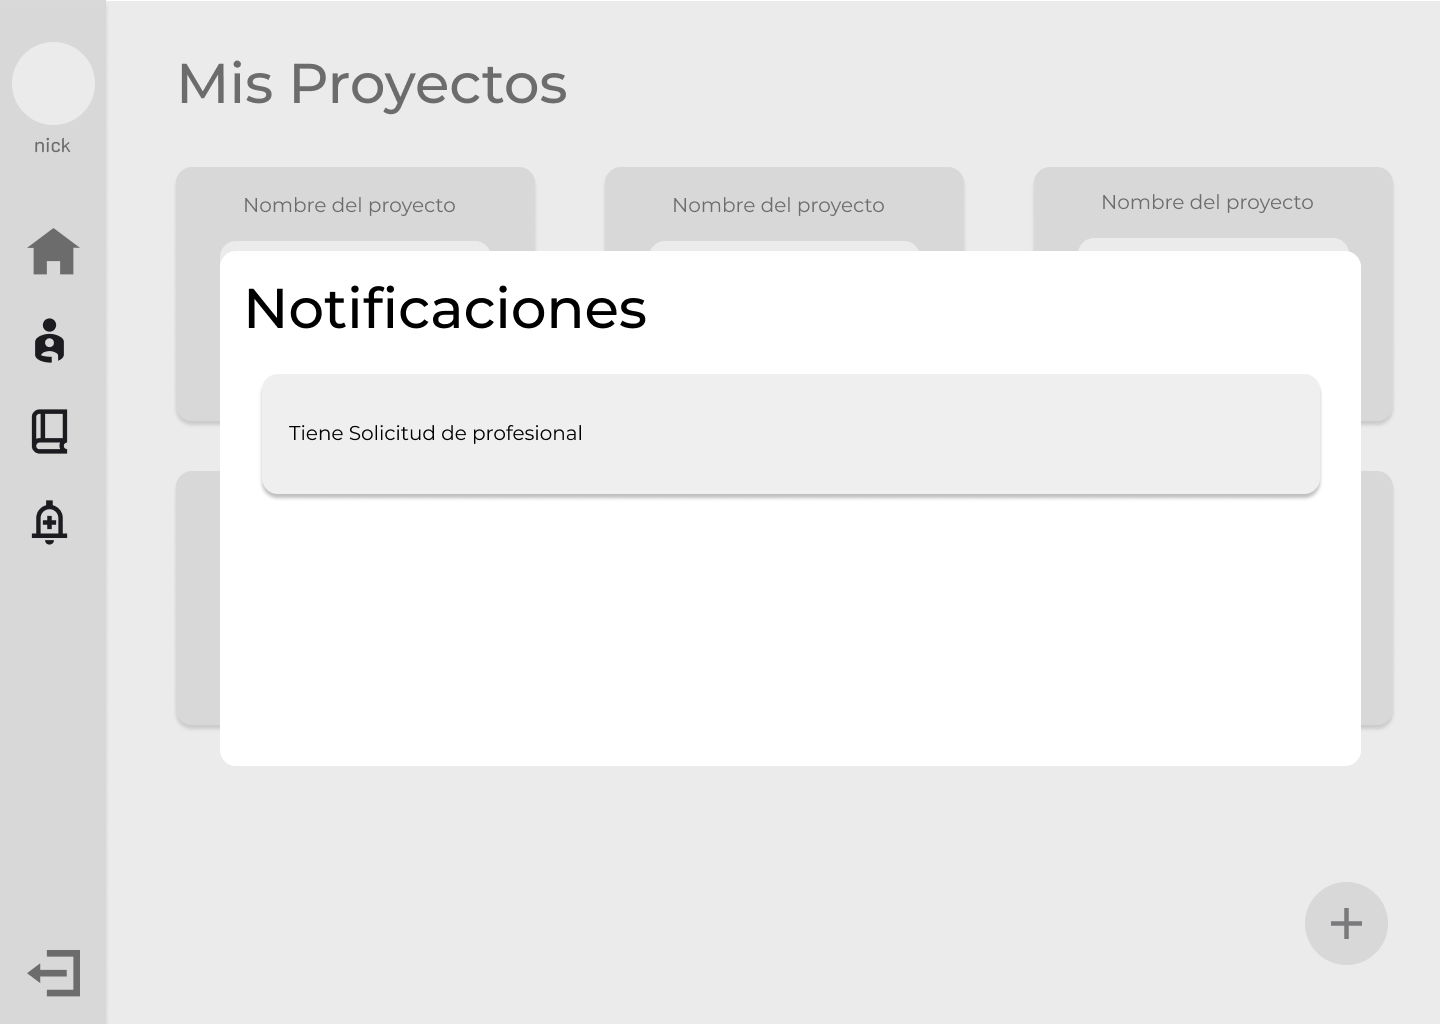 Mis Proyectos
nick
Nombre del proyecto
Nombre del proyecto
Nombre del proyecto
Notificaciones
Tiene Solicitud de profesional